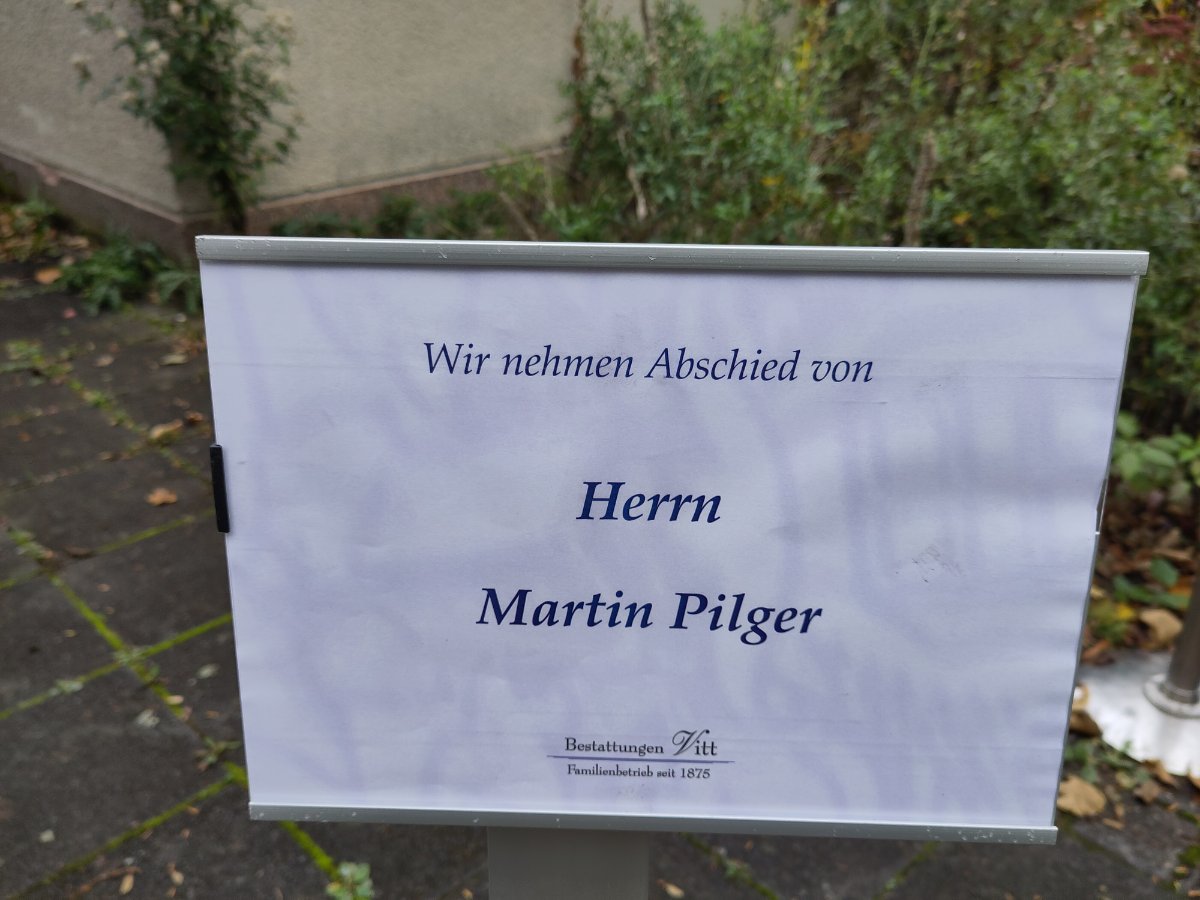 Wir nehmen Abschied von
Herrn
Martin Pilger
Bestattungen Vitt
Familienbetrieb seit 1875